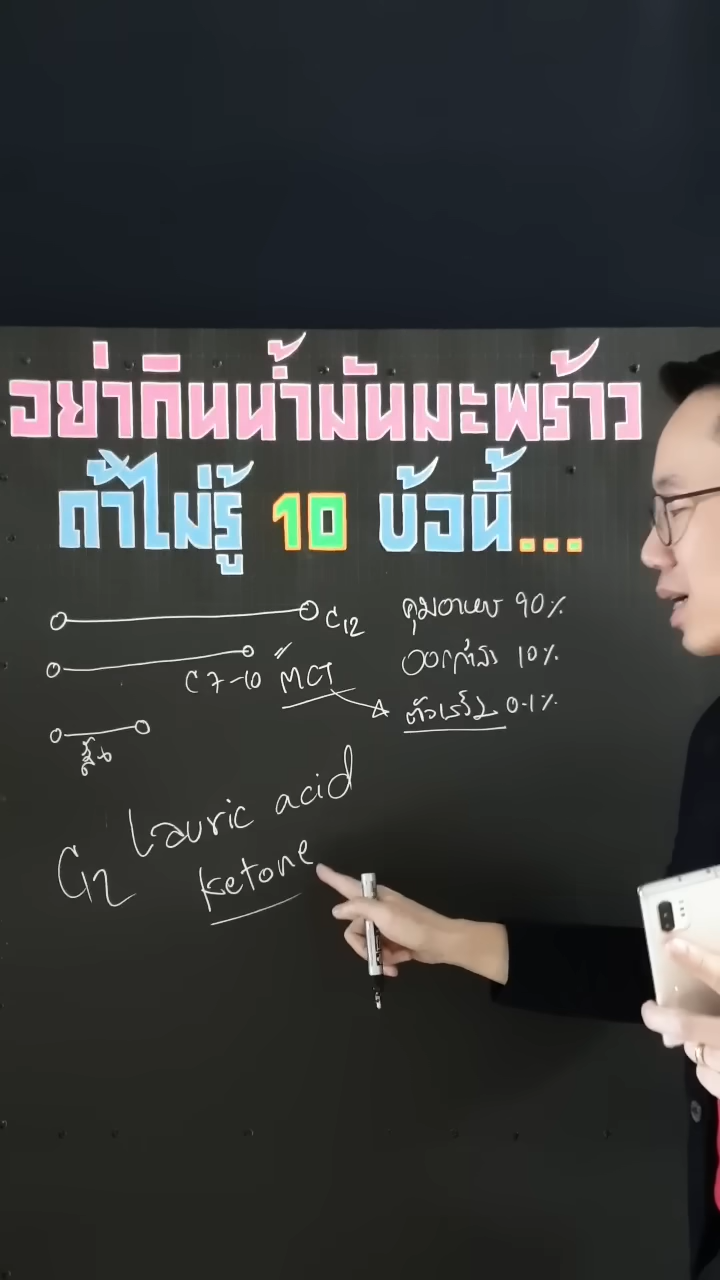 อย่ากินน้ำมันมะพร้าว
ถ้าไม่รู้ 10 ข้อนี้...
C12
C7-10 MCT
สั้น
คุมอาหาร 90%
ออกกำลัง 10%
ตัวเร่ง 0.1%
C12 Lauric acid
ketone